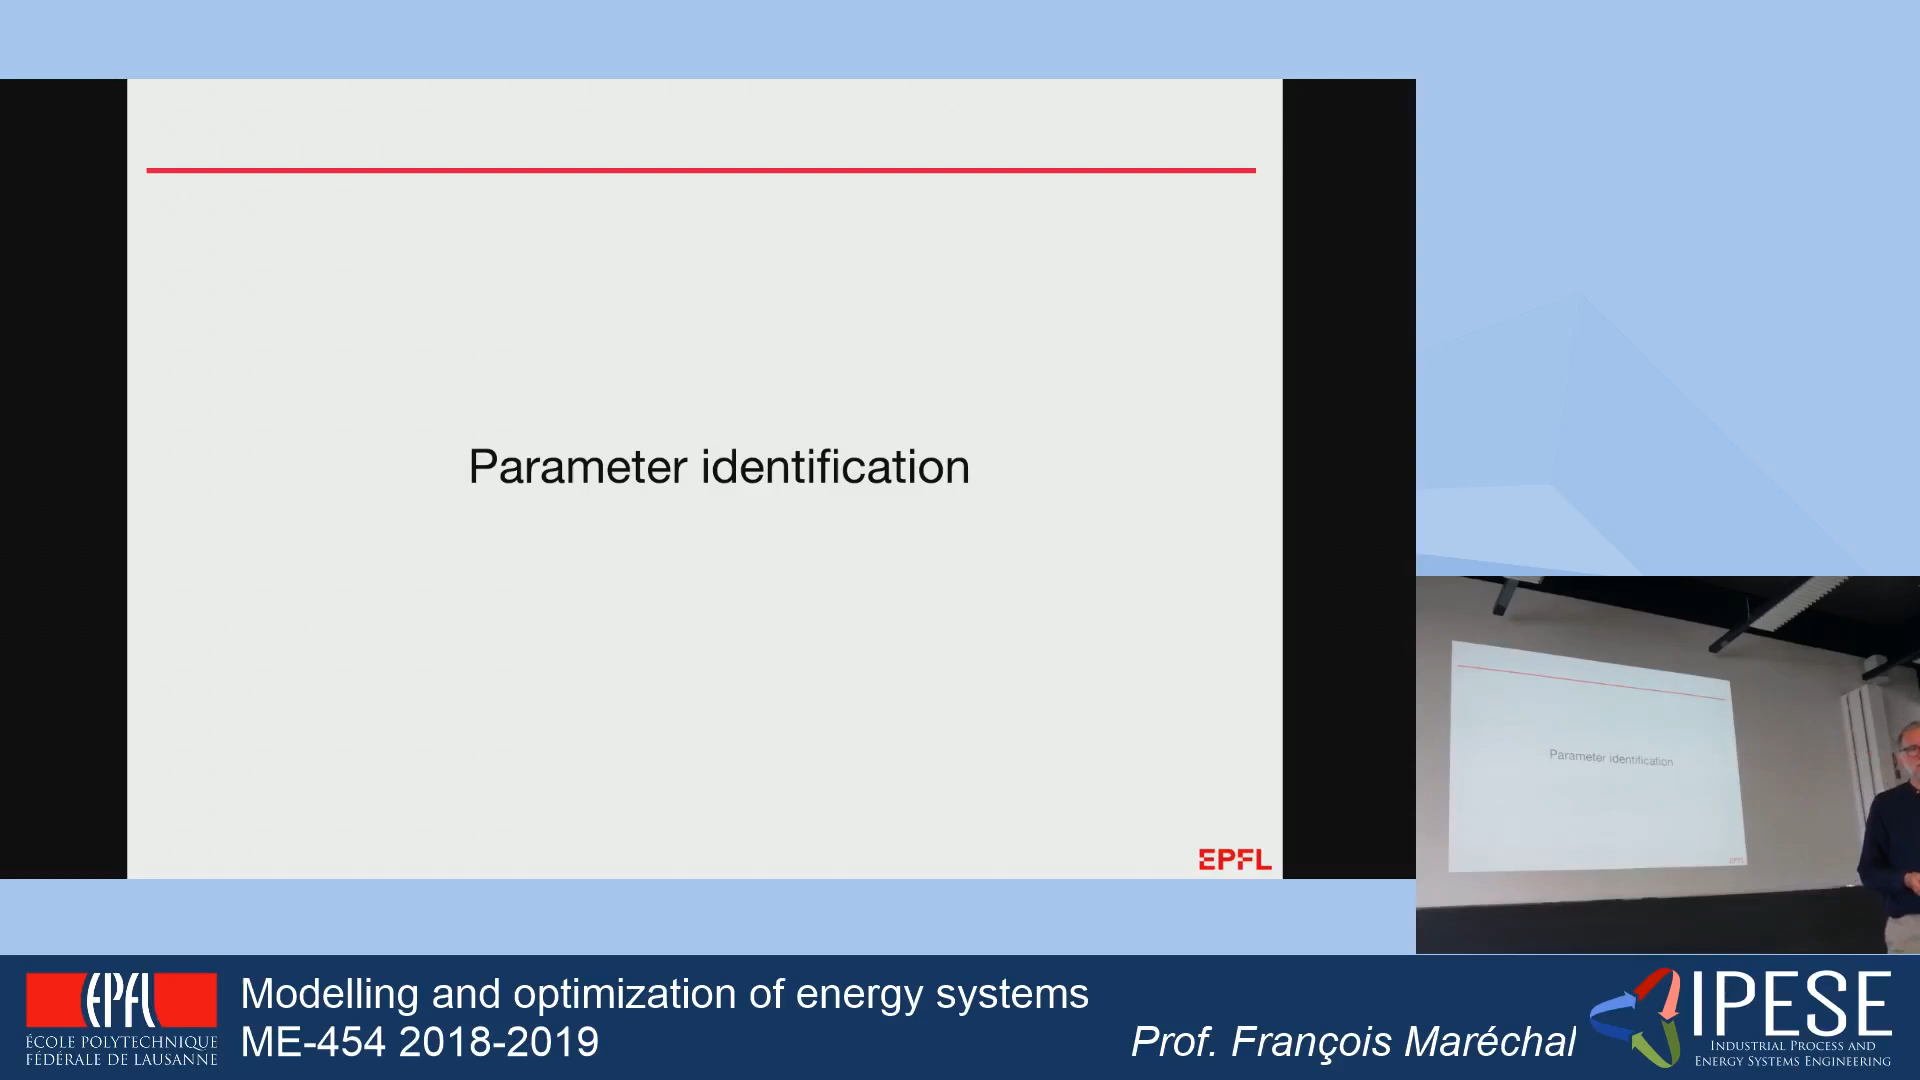 Parameter identification
EPFL
Parameter identification
EPFL
EPFL
ÉCOLE POLYTECHNIQUE
FÉDÉRALE DE LAUSANNE
Modelling and optimization of energy systems
ME-454 2018-2019
Prof. François Maréchal
IPESE
INDUSTRIAL PROCESS AND
ENERGY SYSTEMS ENGINEERING